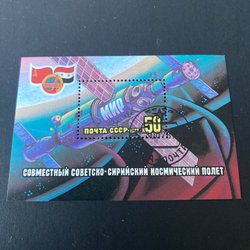 МИР
ПОЧТА СССР
50
СОВМЕСТНЫЙ СОВЕТСКО-СИРИЙСКИЙ КОСМИЧЕСКИЙ ПОЛЕТ